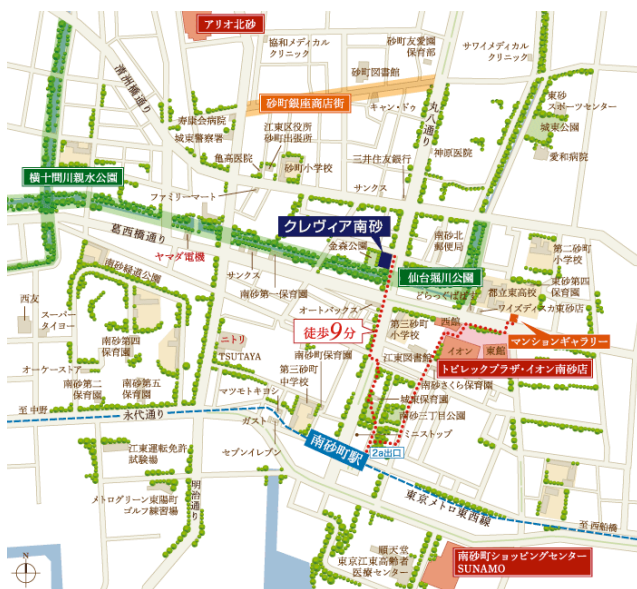 アリオ北砂
協和メディカル
クリニック
砂町友愛園
保育部
サワイメディカル
クリニック
清洲橋通り
砂町図書館
砂町銀座商店街
キャン・ドゥ
丸八通り
東砂
スポーツセンター
城東公園
寿康会病院
城東警察署
江東区役所
砂町出張所
亀高医院
砂町小学校
三井住友銀行
神原医院
愛和病院
横十間川親水公園
ファミリーマート
サンクス
クレヴィア南砂
葛西橋通り
金森公園
南砂北
郵便局
第二砂町
小学校
ヤマダ電機
南砂緑道公園
サンクス
南砂第一保育園
仙台堀川公園
どらっぐぱぱす
都立東高校
東砂第四
保育園
ワイズディスカ東砂店
西友
スーパー
タイヨー
オートバックス
徒歩9分
第三砂町
小学校
西館
マンションギャラリー
南砂第四
保育園
ニトリ
TSUTAYA
南砂町保育園
江東図書館
イオン
東館
トピレックプラザ・イオン南砂店
オーケーストア
第三砂町
中学校
南砂さくら保育園
南砂第二
保育園
南砂第五
保育園
マツモトキヨシ
城東保育園
至 中野
永代通り
ガスト
南砂三丁目公園
ミニストップ
セブンイレブン
南砂町駅
2a出口
江東運転免許
試験場
明治通り
メトログリーン東陽町
ゴルフ練習場
東京メトロ東西線
至 西船橋
順天堂
東京江東高齢者
医療センター
南砂町ショッピングセンター
SUNAMO
N